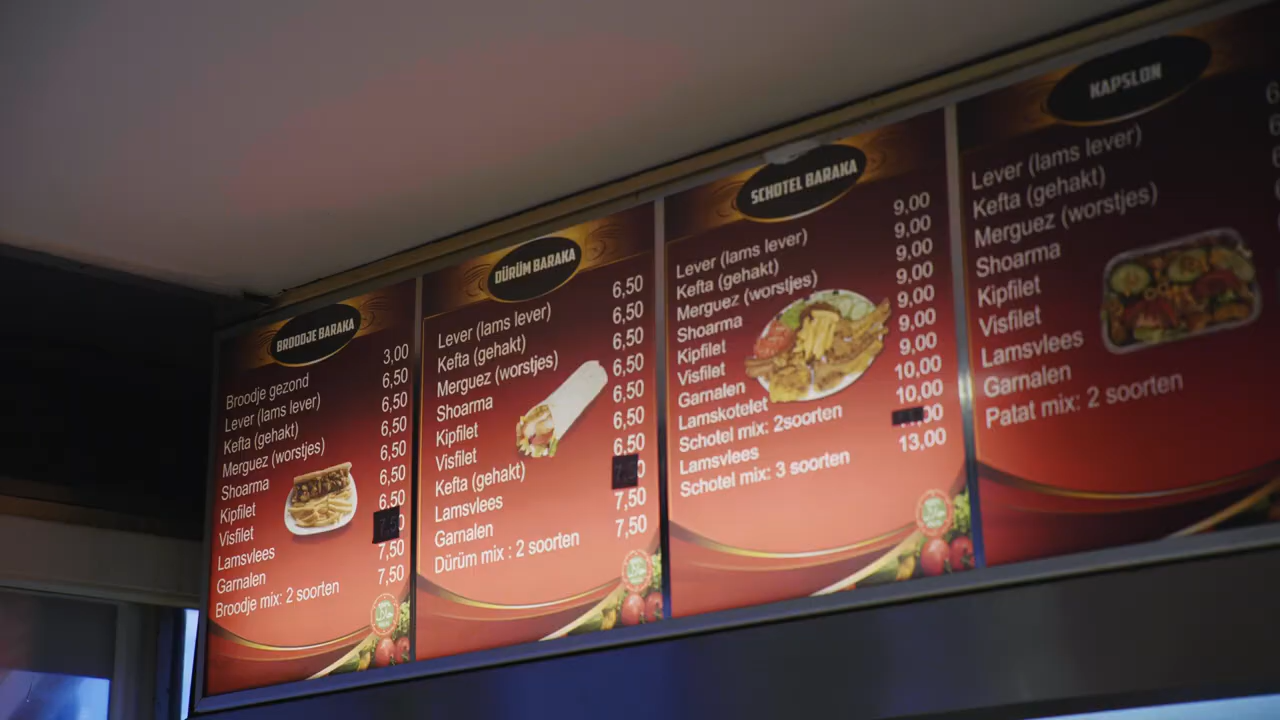 BROODJE BARAKA
Broodje gezond 3,00
Lever (lams lever) 6,50
Kefta (gehakt) 6,50
Merguez (worstjes) 6,50
Shoarma 6,50
Kipfilet 6,50
Visfilet 6,50
Lamsvlees
Garnalen 7,50
Broodje mix: 2 soorten 7,50
DÜRÜM BARAKA
Lever (lams lever) 6,50
Kefta (gehakt) 6,50
Merguez (worstjes) 6,50
Shoarma 6,50
Kipfilet 6,50
Visfilet 6,50
Kefta (gehakt) 6,50
Lamsvlees
Garnalen 7,50
Dürüm mix : 2 soorten 7,50
SCHOTEL BARAKA
Lever (lams lever) 9,00
Kefta (gehakt) 9,00
Merguez (worstjes) 9,00
Shoarma 9,00
Kipfilet 9,00
Visfilet 9,00
Garnalen 9,00
Lamskotelet 10,00
Schotel mix: 2soorten 10,00
Lamsvlees
Schotel mix: 3 soorten 13,00
KAPSLON
Lever (lams lever)
Kefta (gehakt)
Merguez (worstjes)
Shoarma
Kipfilet
Visfilet
Lamsvlees
Garnalen
Patat mix: 2 soorten